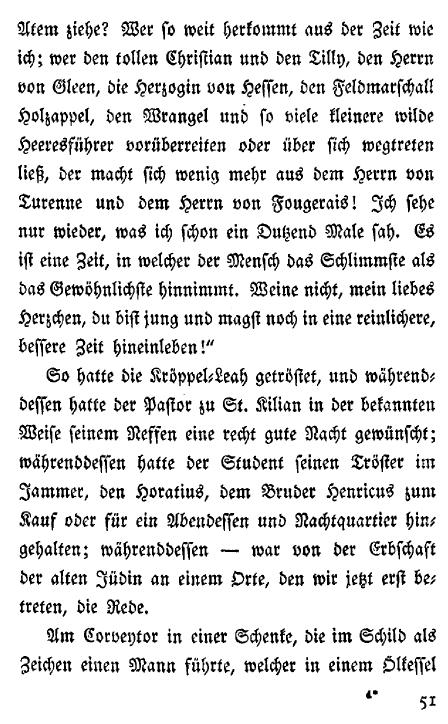 Atem ziehe? Wer so weit herkommt aus der Zeit wie
ich; wer den tollen Christian und den Tilly, den Herrn
von Gleen, die Herzogin von Hessen, den Feldmarschall
Holzappel, den Wrangel und so viele kleinere wilde
Heeresführer vorüberreiten oder über sich wegtreten
ließ, der macht sich wenig mehr aus dem Herrn von
Turenne und dem Herrn von Fougerais! Ich sehe
nur wieder, was ich schon ein Dutzend Male sah. Es
ist eine Zeit, in welcher der Mensch das Schlimmste als
das Gewöhnlichste hinnimmt. Weine nicht, mein liebes
Herzchen, du bist jung und magst noch in eine reinlichere,
bessere Zeit hineinleben!“
So hatte die Kröppel-Leah getröstet, und während-
dessen hatte der Pastor zu St. Kilian in der bekannten
Weise seinem Neffen eine recht gute Nacht gewünscht;
währenddessen hatte der Student seinen Tröster im
Jammer, den Horatius, dem Bruder Henricus zum
Kauf oder für ein Abendessen und Nachtquartier hin-
gehalten; währenddessen — war von der Erbschaft
der alten Jüdin an einem Orte, den wir jetzt erst be-
treten, die Rede.
Am Corveytor in einer Schenke, die im Schild als
Zeichen einen Mann führte, welcher in einem Ölkessel
4* 51